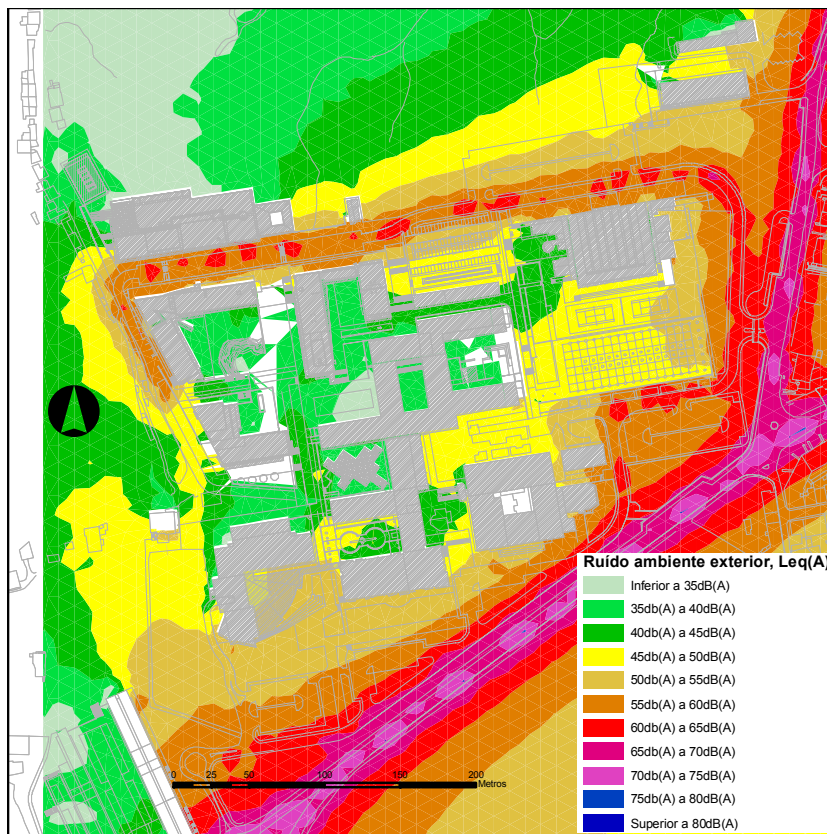 Ruído ambiente exterior, Leq(A)
Inferior a 35dB(A)
35db(A) a 40dB(A)
40db(A) a 45dB(A)
45db(A) a 50dB(A)
50db(A) a 55dB(A)
55db(A) a 60dB(A)
60db(A) a 65dB(A)
65db(A) a 70dB(A)
70db(A) a 75dB(A)
75db(A) a 80dB(A)
Superior a 80dB(A)
0 25 50 100 150 200
Metros